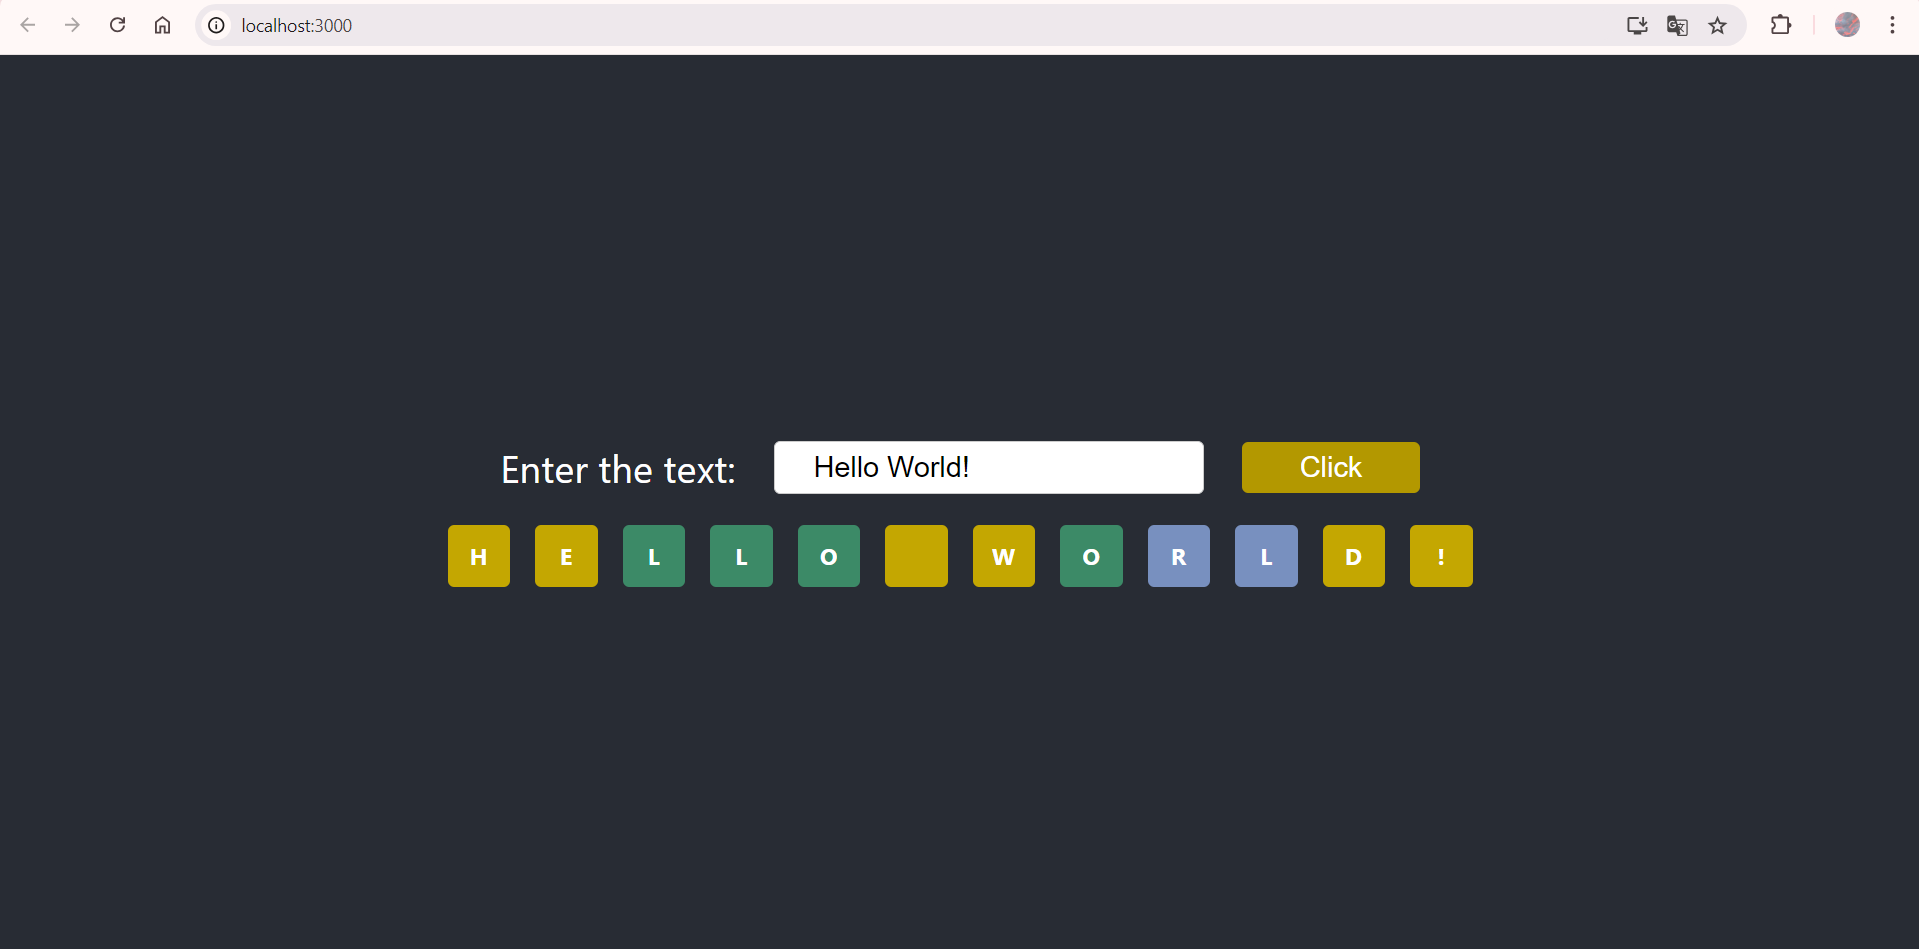 localhost:3000
Enter the text: Hello World! Click
H E L L O W O R L D !